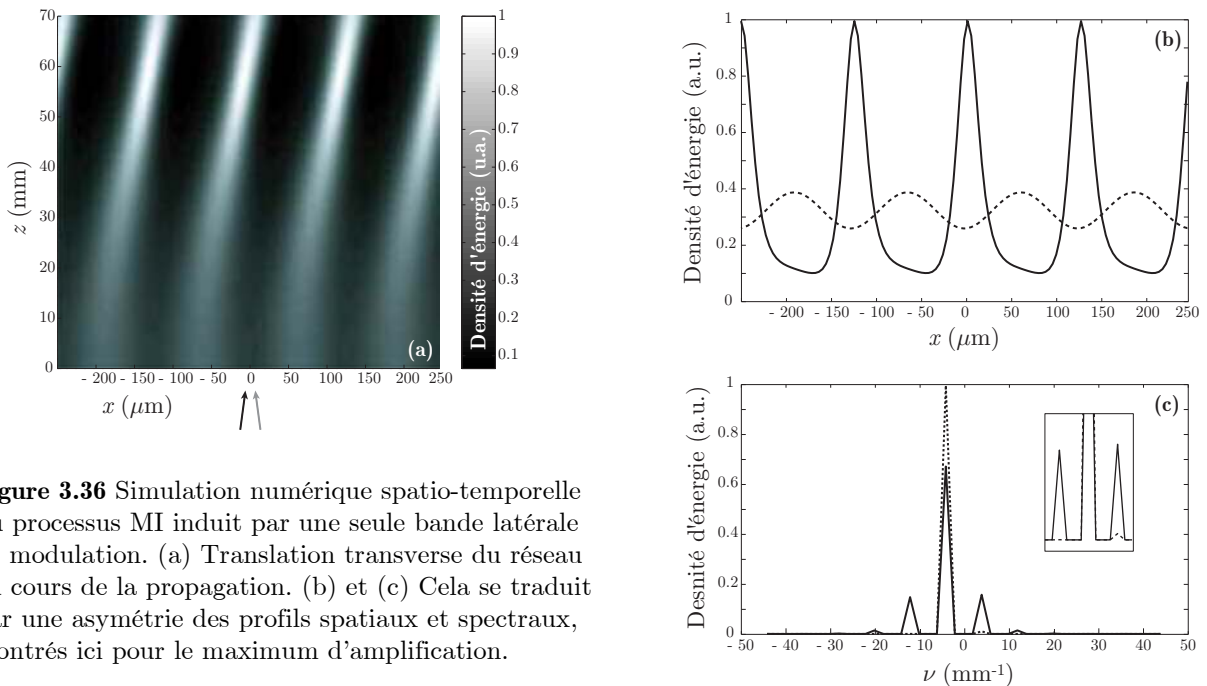 70
60
50
40
30
20
10
0
z (mm)
- 200 - 150 - 100 - 50 0 50 100 150 200 250
x (μm)
(a)
1
0.9
0.8
0.7
0.6
0.5
0.4
0.3
0.2
0.1
Densité d'énergie (u.a.)
gure 3.36 Simulation numérique spatio-temporelle
processus MI induit par une seule bande latérale
modulation. (a) Translation transverse du réseau
cours de la propagation. (b) et (c) Cela se traduit
une asymétrie des profils spatiaux et spectraux,
ontrés ici pour le maximum d'amplification.
(b)
1
0.8
0.6
0.4
0.2
0
Densité d'énergie (a.u.)
- 200 - 150 - 100 - 50 0 50 100 150 200 250
x (μm)
(c)
1
0.8
0.6
0.4
0.2
0
Desnité d'énergie (a.u.)
- 50 - 40 - 30 - 20 - 10 0 10 20 30 40 50
ν (mm⁻¹)